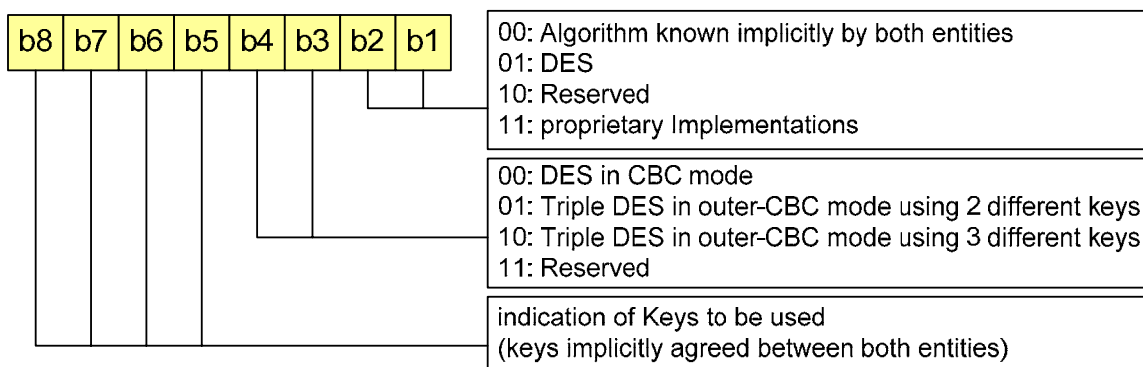 b8 b7 b6 b5 b4 b3 b2 b1
00: Algorithm known implicitly by both entities
01: DES
10: Reserved
11: proprietary Implementations
00: DES in CBC mode
01: Triple DES in outer-CBC mode using 2 different keys
10: Triple DES in outer-CBC mode using 3 different keys
11: Reserved
indication of Keys to be used
(keys implicitly agreed between both entities)